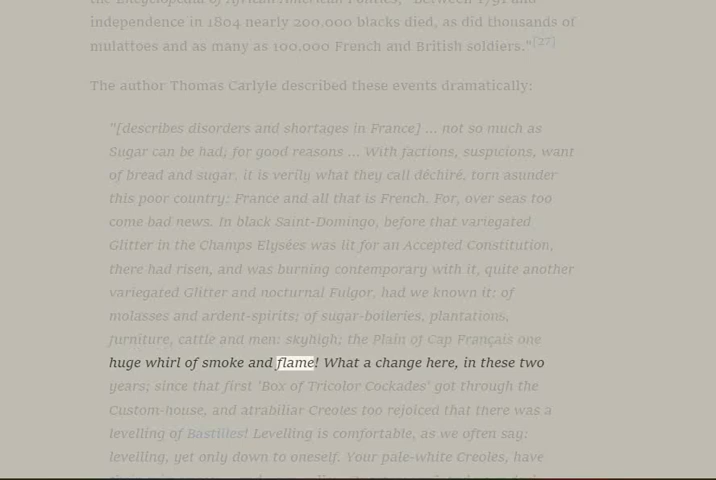 the Encyclopedia of African American Politics, "Between 1791 and
independence in 1804 nearly 200,000 blacks died, as did thousands of
mulattoes and as many as 100,000 French and British soldiers."[27]
The author Thomas Carlyle described these events dramatically:
"[describes disorders and shortages in France] ... not so much as
Sugar can be had; for good reasons ... With factions, suspicions, want
of bread and sugar, it is verily what they call déchiré, torn asunder
this poor country: France and all that is French. For, over seas too
come bad news. In black Saint-Domingo, before that variegated
Glitter in the Champs Elysées was lit for an Accepted Constitution,
there had risen, and was burning contemporary with it, quite another
variegated Glitter and nocturnal Fulgor, had we known it: of
molasses and ardent-spirits; of sugar-boileries, plantations,
furniture, cattle and men: skyhigh; the Plain of Cap Français one
huge whirl of smoke and flame! What a change here, in these two
years; since that first 'Box of Tricolor Cockades' got through the
Custom-house, and atrabiliar Creoles too rejoiced that there was a
levelling of Bastilles! Levelling is comfortable, as we often say:
levelling, yet only down to oneself. Your pale-white Creoles, have